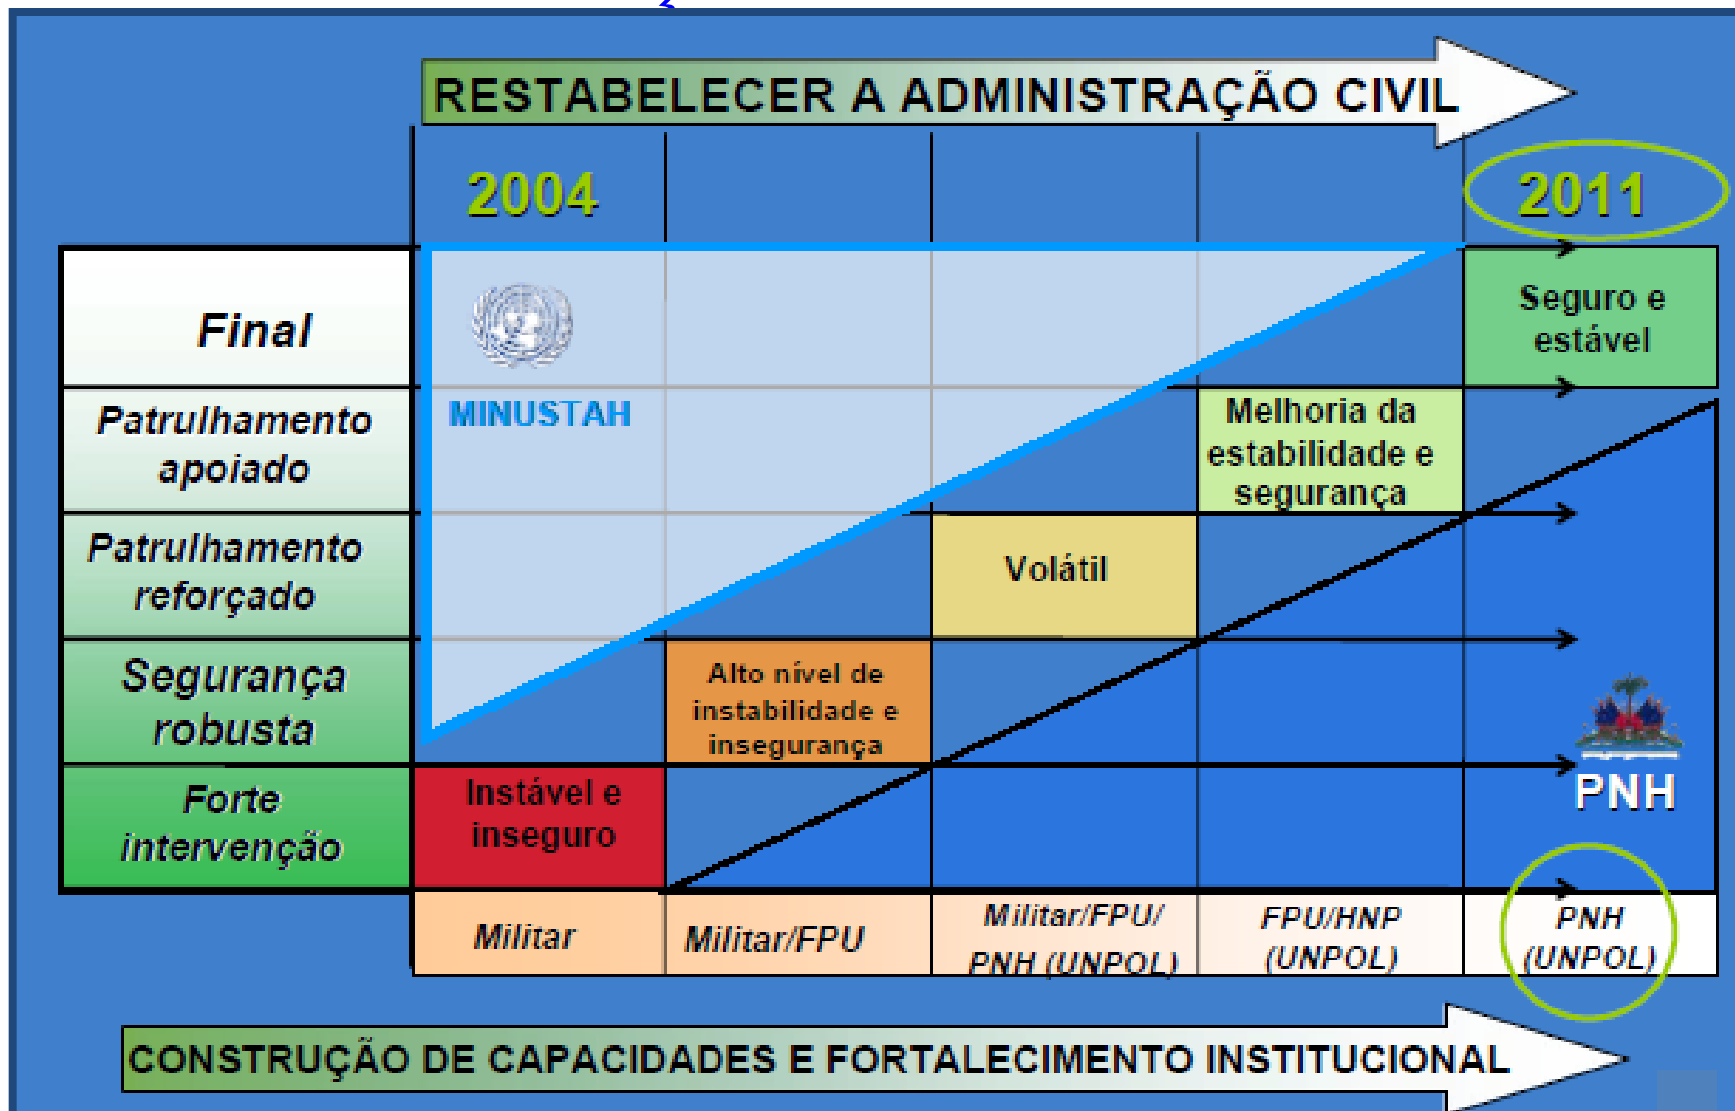 RESTABELECER A ADMINISTRAÇÃO CIVIL
2004
2011
Final
Seguro e
estável
Patrulhamento
apoiado
MINUSTAH
Melhoria da
estabilidade e
segurança
Patrulhamento
reforçado
Volátil
Segurança
robusta
Alto nível de
instabilidade e
insegurança
Forte
intervenção
Instável e
inseguro
PNH
Militar
Militar/FPU
Militar/FPU/
PNH (UNPOL)
FPU/HNP
(UNPOL)
PNH
(UNPOL)
CONSTRUÇÃO DE CAPACIDADES E FORTALECIMENTO INSTITUCIONAL